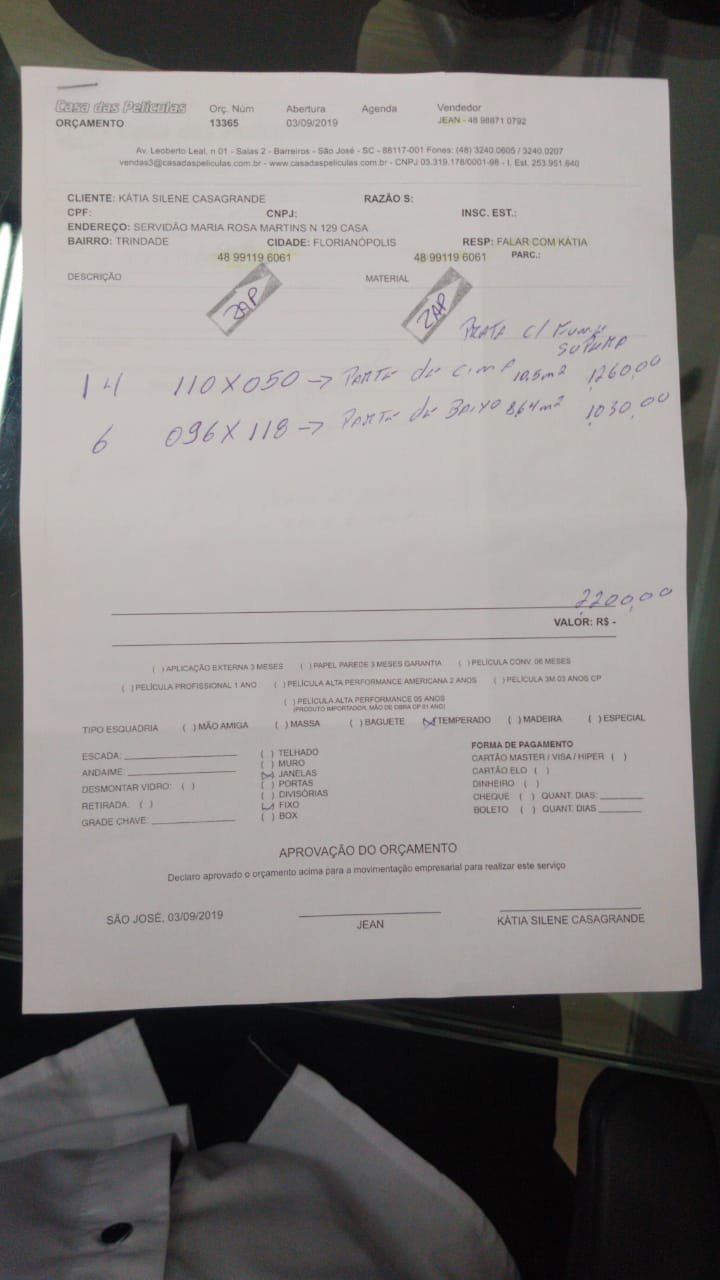 Casa das Películas Orç. Núm Abertura Agenda Vendedor
ORÇAMENTO 13365 03/09/2019 JEAN - 48 98871 0792
Av. Leoberto Leal, n 01 - Salas 2 - Barreiros - São José - SC - 88117-001 Fones: (48) 3240.0605 / 3240.0207
vendas3@casadaspeliculas.com.br - www.casadaspeliculas.com.br - CNPJ 03.319.178/0001-98 - I. Est. 253.951.640
CLIENTE: KÁTIA SILENE CASAGRANDE RAZÃO S:
CPF: CNPJ: INSC. EST.:
ENDEREÇO: SERVIDÃO MARIA ROSA MARTINS N 129 CASA
BAIRRO: TRINDADE CIDADE: FLORIANÓPOLIS RESP: FALAR COM KÁTIA
48 99119 6061 48 99119 6061 PARC.:
DESCRIÇÃO MATERIAL
ZAP ZAP
PRATA c/ FUMÊ
14 110X050 -> PARTE de cima 10,5m2 1,260,00
6 096X118 -> PARTE de BAIXO 8,64m2 1030,00
2200,00
VALOR: R$ -
( ) APLICAÇÃO EXTERNA 3 MESES ( ) PAPEL PAREDE 3 MESES GARANTIA ( ) PELÍCULA CONV. 06 MESES
( ) PELÍCULA PROFISSIONAL 1 ANO ( ) PELÍCULA ALTA PERFORMANCE AMERICANA 2 ANOS ( ) PELÍCULA 3M 03 ANOS CP
( ) PELÍCULA ALTA PERFORMANCE 05 ANOS
(PRODUTO IMPORTADOR, MÃO DE OBRA CP 01 ANO)
TIPO ESQUADRIA ( ) MÃO AMIGA ( ) MASSA ( ) BAGUETE (X) TEMPERADO ( ) MADEIRA ( ) ESPECIAL
ESCADA: ( ) TELHADO FORMA DE PAGAMENTO
( ) MURO CARTÃO MASTER / VISA / HIPER ( )
ANDAIME: (X) JANELAS CARTÃO ELO ( )
DESMONTAR VIDRO: ( ) ( ) PORTAS DINHEIRO ( )
( ) DIVISÓRIAS CHEQUE ( ) QUANT. DIAS:
RETIRADA: ( ) (X) FIXO BOLETO ( ) QUANT. DIAS
GRADE CHAVE: ( ) BOX
APROVAÇÃO DO ORÇAMENTO
Declaro aprovado o orçamento acima para a movimentação empresarial para realizar este serviço
SÃO JOSÉ, 03/09/2019 JEAN KÁTIA SILENE CASAGRANDE